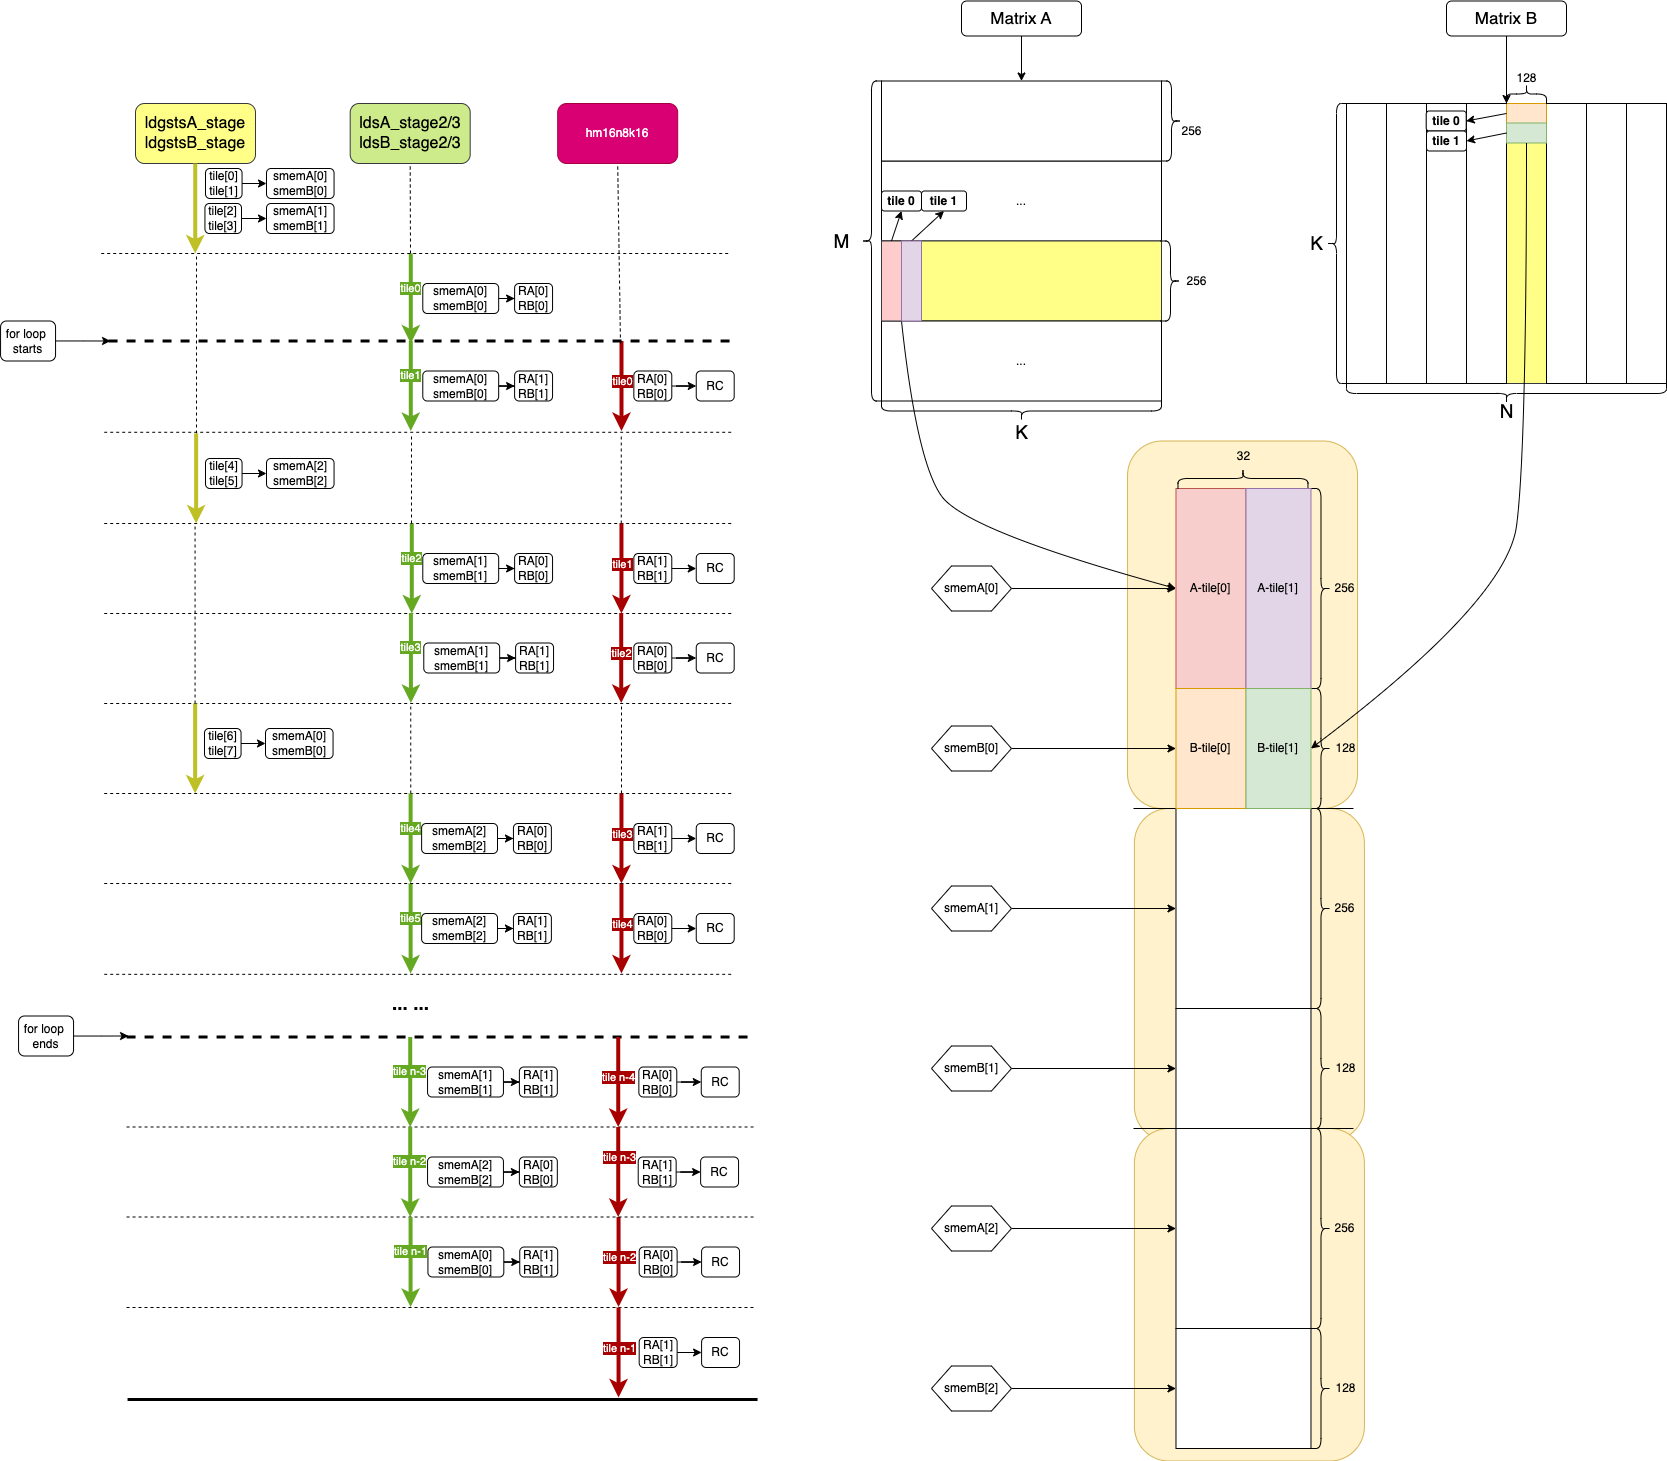 ldgstsA_stage
ldgstsB_stage
ldsA_stage2/3
ldsB_stage2/3
hm16n8k16
tile[0]
tile[1]
smemA[0]
smemB[0]
tile[2]
tile[3]
smemA[1]
smemB[1]
tile0
smemA[0]
smemB[0]
RA[0]
RB[0]
for loop
starts
tile1
smemA[0]
smemB[0]
RA[1]
RB[1]
tile0
RA[0]
RB[0]
RC
tile[4]
tile[5]
smemA[2]
smemB[2]
tile2
smemA[1]
smemB[1]
RA[0]
RB[0]
tile1
RA[1]
RB[1]
RC
tile3
smemA[1]
smemB[1]
RA[1]
RB[1]
tile2
RA[0]
RB[0]
RC
tile[6]
tile[7]
smemA[0]
smemB[0]
tile4
smemA[2]
smemB[2]
RA[0]
RB[0]
tile3
RA[1]
RB[1]
RC
tile5
smemA[2]
smemB[2]
RA[1]
RB[1]
tile4
RA[0]
RB[0]
RC
... ...
for loop
ends
tile n-3
smemA[1]
smemB[1]
RA[1]
RB[1]
tile n-4
RA[0]
RB[0]
RC
tile n-2
smemA[2]
smemB[2]
RA[0]
RB[0]
tile n-3
RA[1]
RB[1]
RC
tile n-1
smemA[0]
smemB[0]
RA[1]
RB[1]
tile n-2
RA[0]
RB[0]
RC
tile n-1
RA[1]
RB[1]
RC
Matrix A
256
tile 0
tile 1
...
M
256
...
K
Matrix B
128
tile 0
tile 1
K
N
32
smemA[0]
A-tile[0]
A-tile[1]
256
smemB[0]
B-tile[0]
B-tile[1]
128
smemA[1]
256
smemB[1]
128
smemA[2]
256
smemB[2]
128